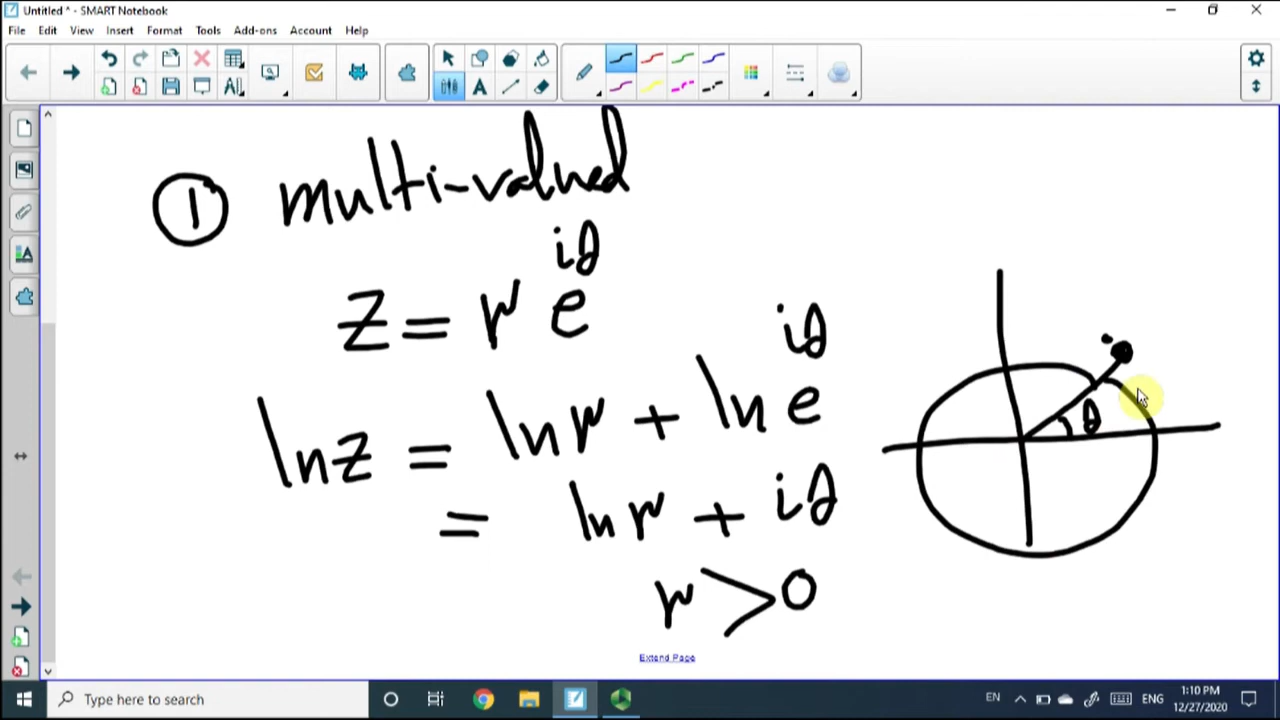 Untitled * - SMART Notebook
File Edit View Insert Format Tools Add-ons Account Help
① multi-valued
z = r e^{iθ}
ln z = ln r + ln e^{iθ}
= ln r + iθ
r > 0
θ
Extend Page
Type here to search
EN
ENG
1:10 PM
12/27/2020